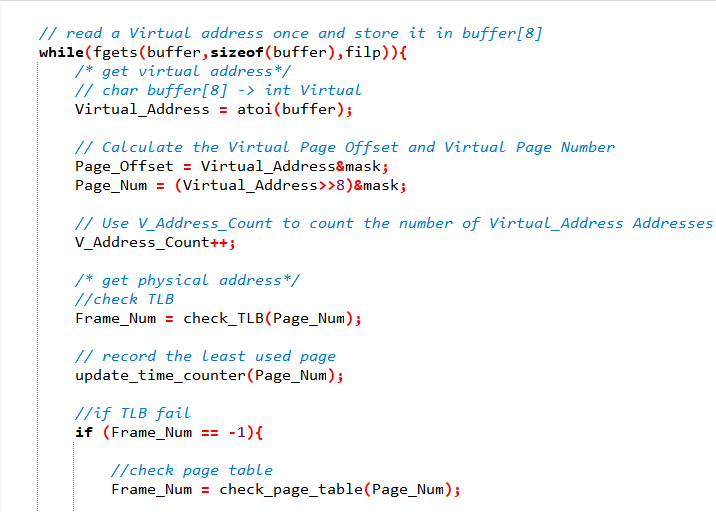 // read a Virtual address once and store it in buffer[8]
while(fgets(buffer,sizeof(buffer),filp)){
/* get virtual address*/
// char buffer[8] -> int Virtual
Virtual_Address = atoi(buffer);
// Calculate the Virtual Page Offset and Virtual Page Number
Page_Offset = Virtual_Address&mask;
Page_Num = (Virtual_Address>>8)&mask;
// Use V_Address_Count to count the number of Virtual_Address Addresses
V_Address_Count++;
/* get physical address*/
//check TLB
Frame_Num = check_TLB(Page_Num);
// record the least used page
update_time_counter(Page_Num);
//if TLB fail
if (Frame_Num == -1){
//check page table
Frame_Num = check_page_table(Page_Num);